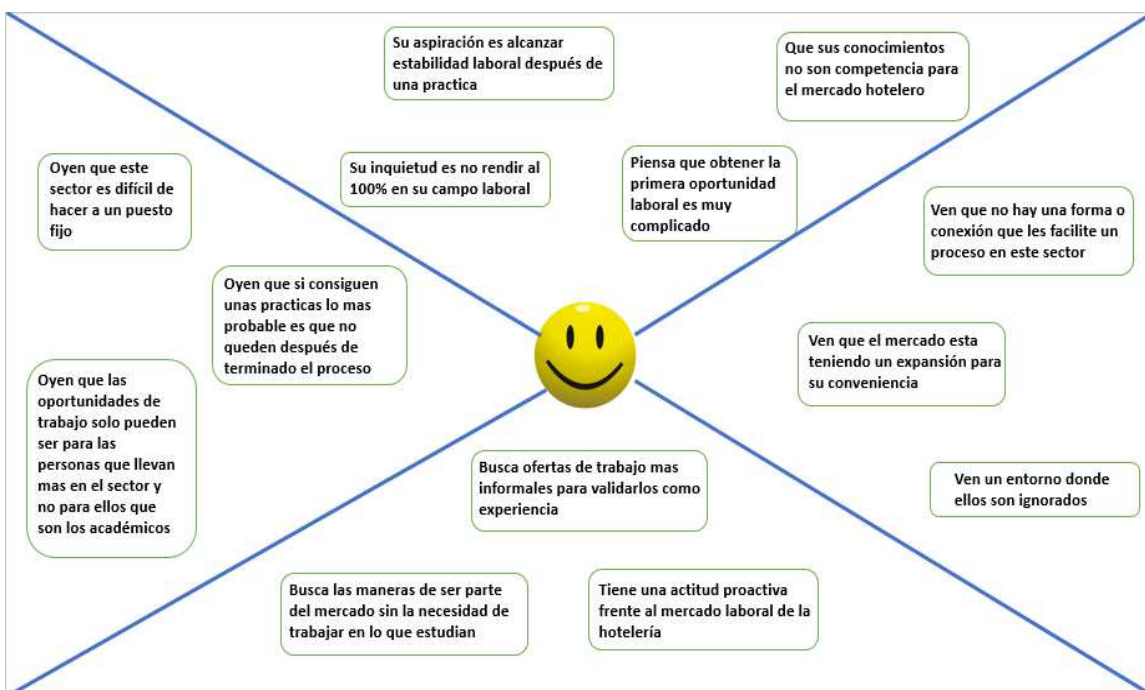 Su aspiración es alcanzar
estabilidad laboral después de
una practica
Que sus conocimientos
no son competencia para
el mercado hotelero
Oyen que este
sector es difícil de
hacer a un puesto
fijo
Su inquietud es no rendir al
100% en su campo laboral
Piensa que obtener la
primera oportunidad
laboral es muy
complicado
Ven que no hay una forma o
conexión que les facilite un
proceso en este sector
Oyen que si consiguen
unas practicas lo mas
probable es que no
queden después de
terminado el proceso
Ven que el mercado esta
teniendo un expansión para
su conveniencia
Oyen que las
oportunidades de
trabajo solo pueden
ser para las
personas que llevan
mas en el sector y
no para ellos que
son los académicos
Busca ofertas de trabajo mas
informales para validarlos como
experiencia
Ven un entorno donde
ellos son ignorados
Busca las maneras de ser parte
del mercado sin la necesidad de
trabajar en lo que estudian
Tiene una actitud proactiva
frente al mercado laboral de la
hotelería